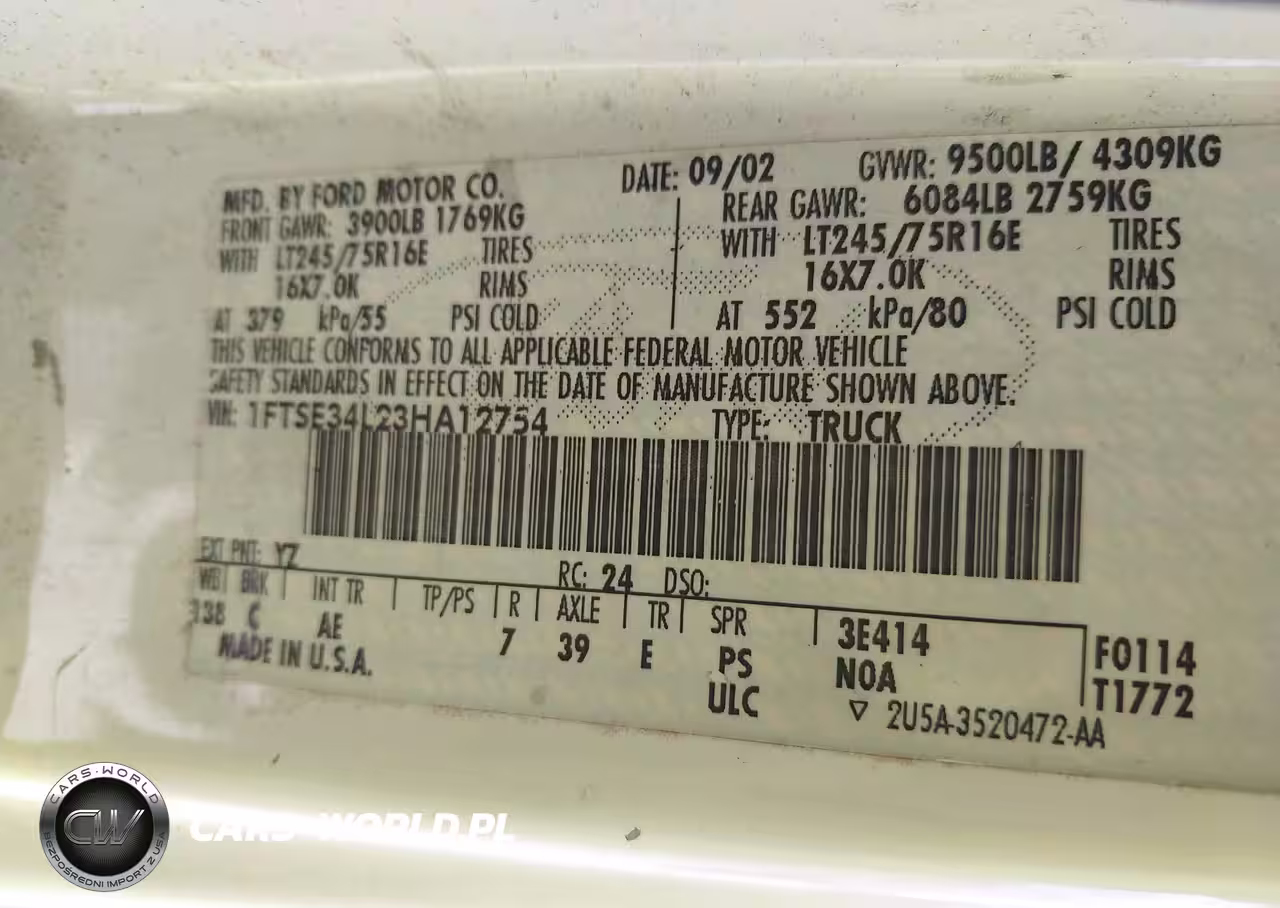 MFD. BY FORD MOTOR CO. DATE: 09/02 GVWR: 9500LB/ 4309KG
FRONT GAWR: 3900LB 1769KG REAR GAWR: 6084LB 2759KG
WITH LT245/75R16E TIRES WITH LT245/75R16E TIRES
16X7.0K RIMS 16X7.0K RIMS
AT 379 kPa/55 PSI COLD AT 552 kPa/80 PSI COLD
THIS VEHICLE CONFORMS TO ALL APPLICABLE FEDERAL MOTOR VEHICLE
SAFETY STANDARDS IN EFFECT ON THE DATE OF MANUFACTURE SHOWN ABOVE.
VIN: 1FTSE34L23HA12754 TYPE: TRUCK
EXT PNT: YZ RC: 24 DSO:
WB BRK INT TR TP/PS R AXLE TR SPR
138 C AE 7 39 E PS 3E414 F0114
MADE IN U.S.A. ULC NOA T1772
2U5A-3520472-AA
CARS-WORLD
CW
BEZPOŚREDNI IMPORT Z USA
CARS-WORLD.PL